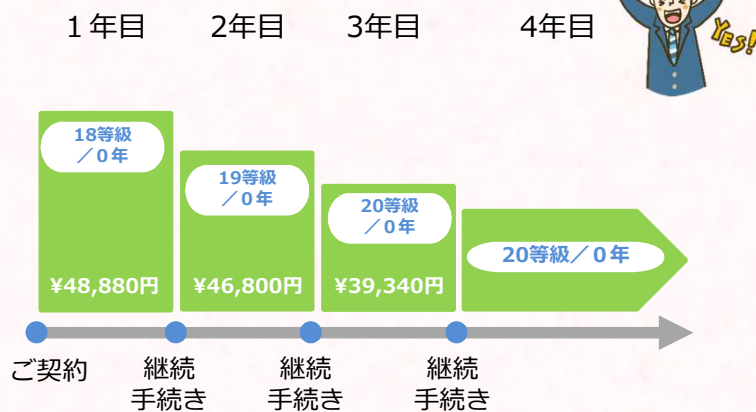 １年目 2年目 3年目 4年目
YES!
18等級
／０年
19等級
／０年
20等級
／０年
20等級／０年
¥48,880円 ¥46,800円 ¥39,340円
ご契約
継続
手続き
継続
手続き
継続
手続き